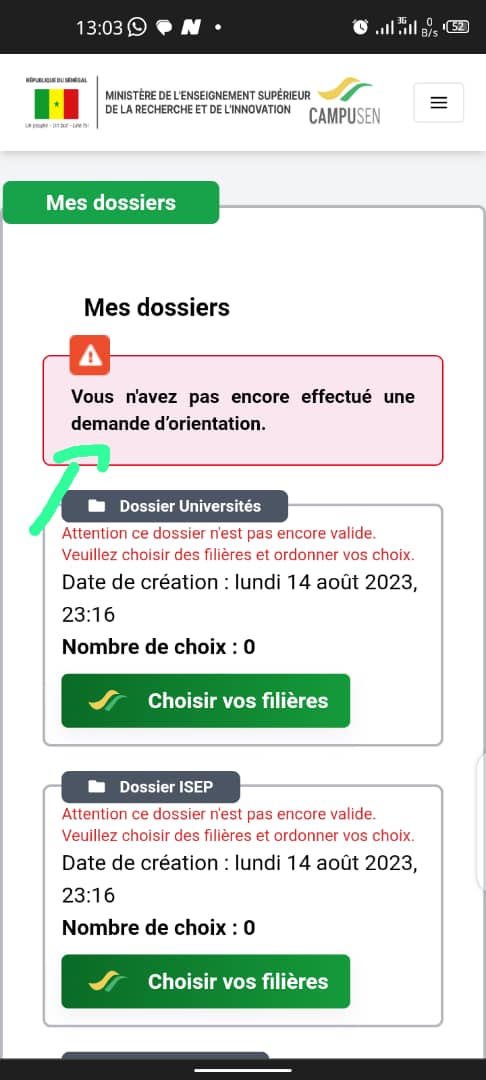 13:03
3G
0
B/s
52
RÉPUBLIQUE DU SÉNÉGAL
Un peuple - Un but - Une foi
MINISTÈRE DE L'ENSEIGNEMENT SUPÉRIEUR
DE LA RECHERCHE ET DE L'INNOVATION
CAMPUSEN
Mes dossiers
Mes dossiers
Vous n'avez pas encore effectué une
demande d'orientation.
Dossier Universités
Attention ce dossier n'est pas encore valide.
Veuillez choisir des filières et ordonner vos choix.
Date de création : lundi 14 août 2023,
23:16
Nombre de choix : 0
Choisir vos filières
Dossier ISEP
Attention ce dossier n'est pas encore valide.
Veuillez choisir des filières et ordonner vos choix.
Date de création : lundi 14 août 2023,
23:16
Nombre de choix : 0
Choisir vos filières